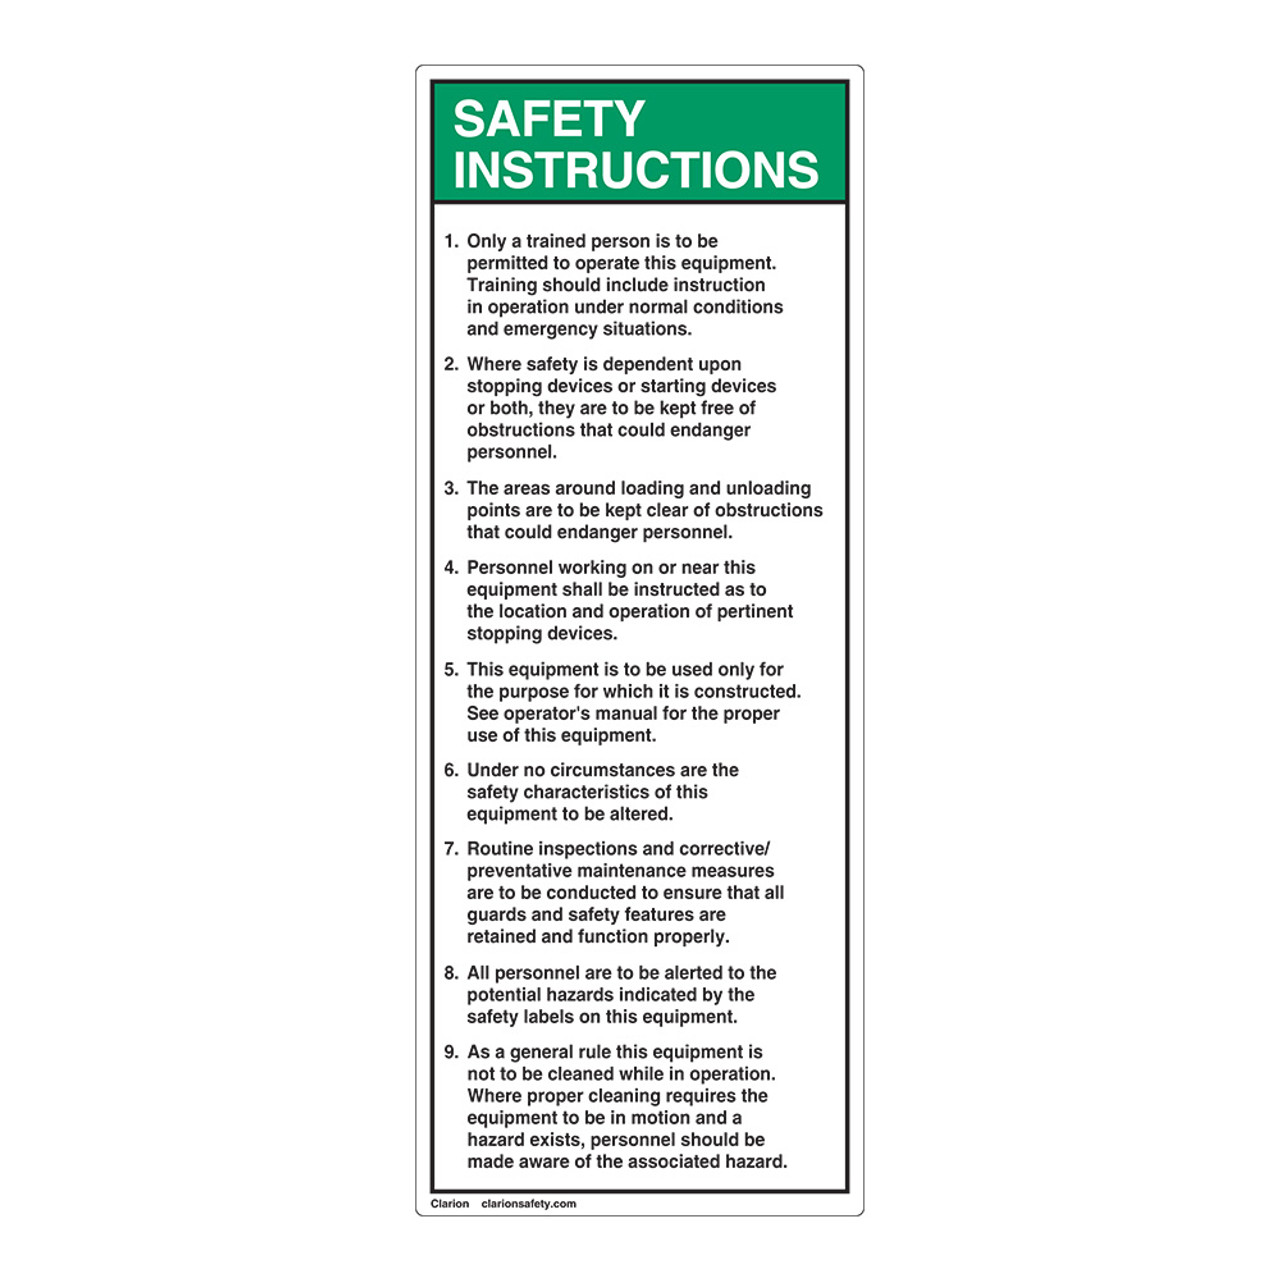 SAFETY
INSTRUCTIONS
1. Only a trained person is to be
permitted to operate this equipment.
Training should include instruction
in operation under normal conditions
and emergency situations.
2. Where safety is dependent upon
stopping devices or starting devices
or both, they are to be kept free of
obstructions that could endanger
personnel.
3. The areas around loading and unloading
points are to be kept clear of obstructions
that could endanger personnel.
4. Personnel working on or near this
equipment shall be instructed as to
the location and operation of pertinent
stopping devices.
5. This equipment is to be used only for
the purpose for which it is constructed.
See operator's manual for the proper
use of this equipment.
6. Under no circumstances are the
safety characteristics of this
equipment to be altered.
7. Routine inspections and corrective/
preventative maintenance measures
are to be conducted to ensure that all
guards and safety features are
retained and function properly.
8. All personnel are to be alerted to the
potential hazards indicated by the
safety labels on this equipment.
9. As a general rule this equipment is
not to be cleaned while in operation.
Where proper cleaning requires the
equipment to be in motion and a
hazard exists, personnel should be
made aware of the associated hazard.
Clarion clarionsafety.com